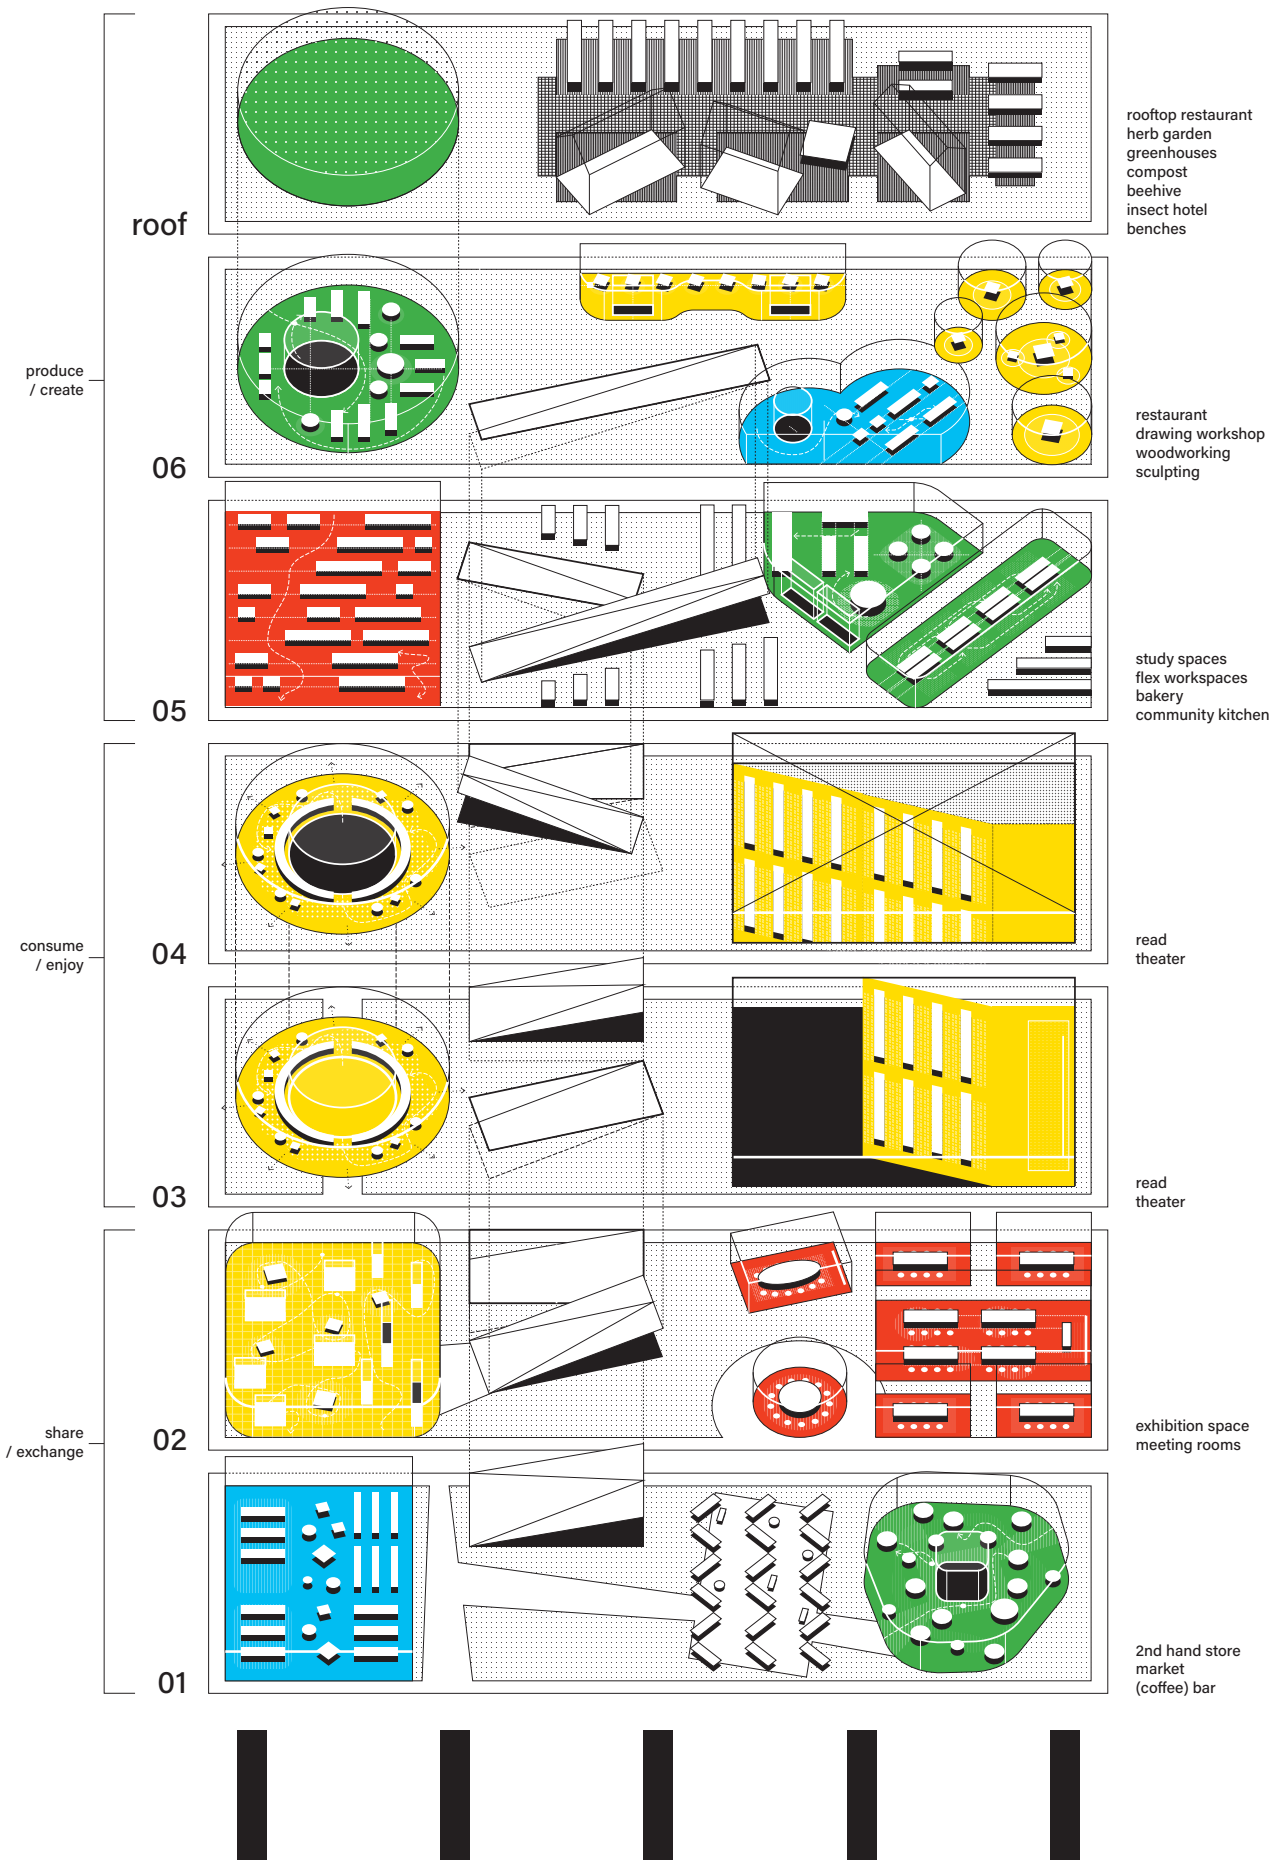 roof
rooftop restaurant
herb garden
greenhouses
compost
beehive
insect hotel
benches
produce
/ create
06
restaurant
drawing workshop
woodworking
sculpting
05
study spaces
flex workspaces
bakery
community kitchen
consume
/ enjoy
04
read
theater
03
read
theater
share
/ exchange
02
exhibition space
meeting rooms
01
2nd hand store
market
(coffee) bar